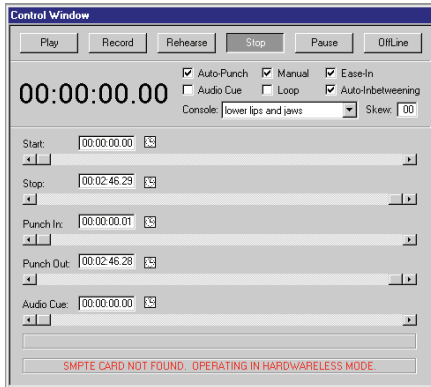 Control Window
Play Record Rehearse Stop Pause OffLine
00:00:00.00
Auto-Punch Manual Ease-In
Audio Cue Loop Auto-Inbetweening
Console: lower lips and jaws Skew: 00
Start: 00:00:00.00
Stop: 00:02:46.29
Punch In: 00:00:00.01
Punch Out: 00:02:46.28
Audio Cue: 00:00:00.00
SMPTE CARD NOT FOUND. OPERATING IN HARDWARELESS MODE.